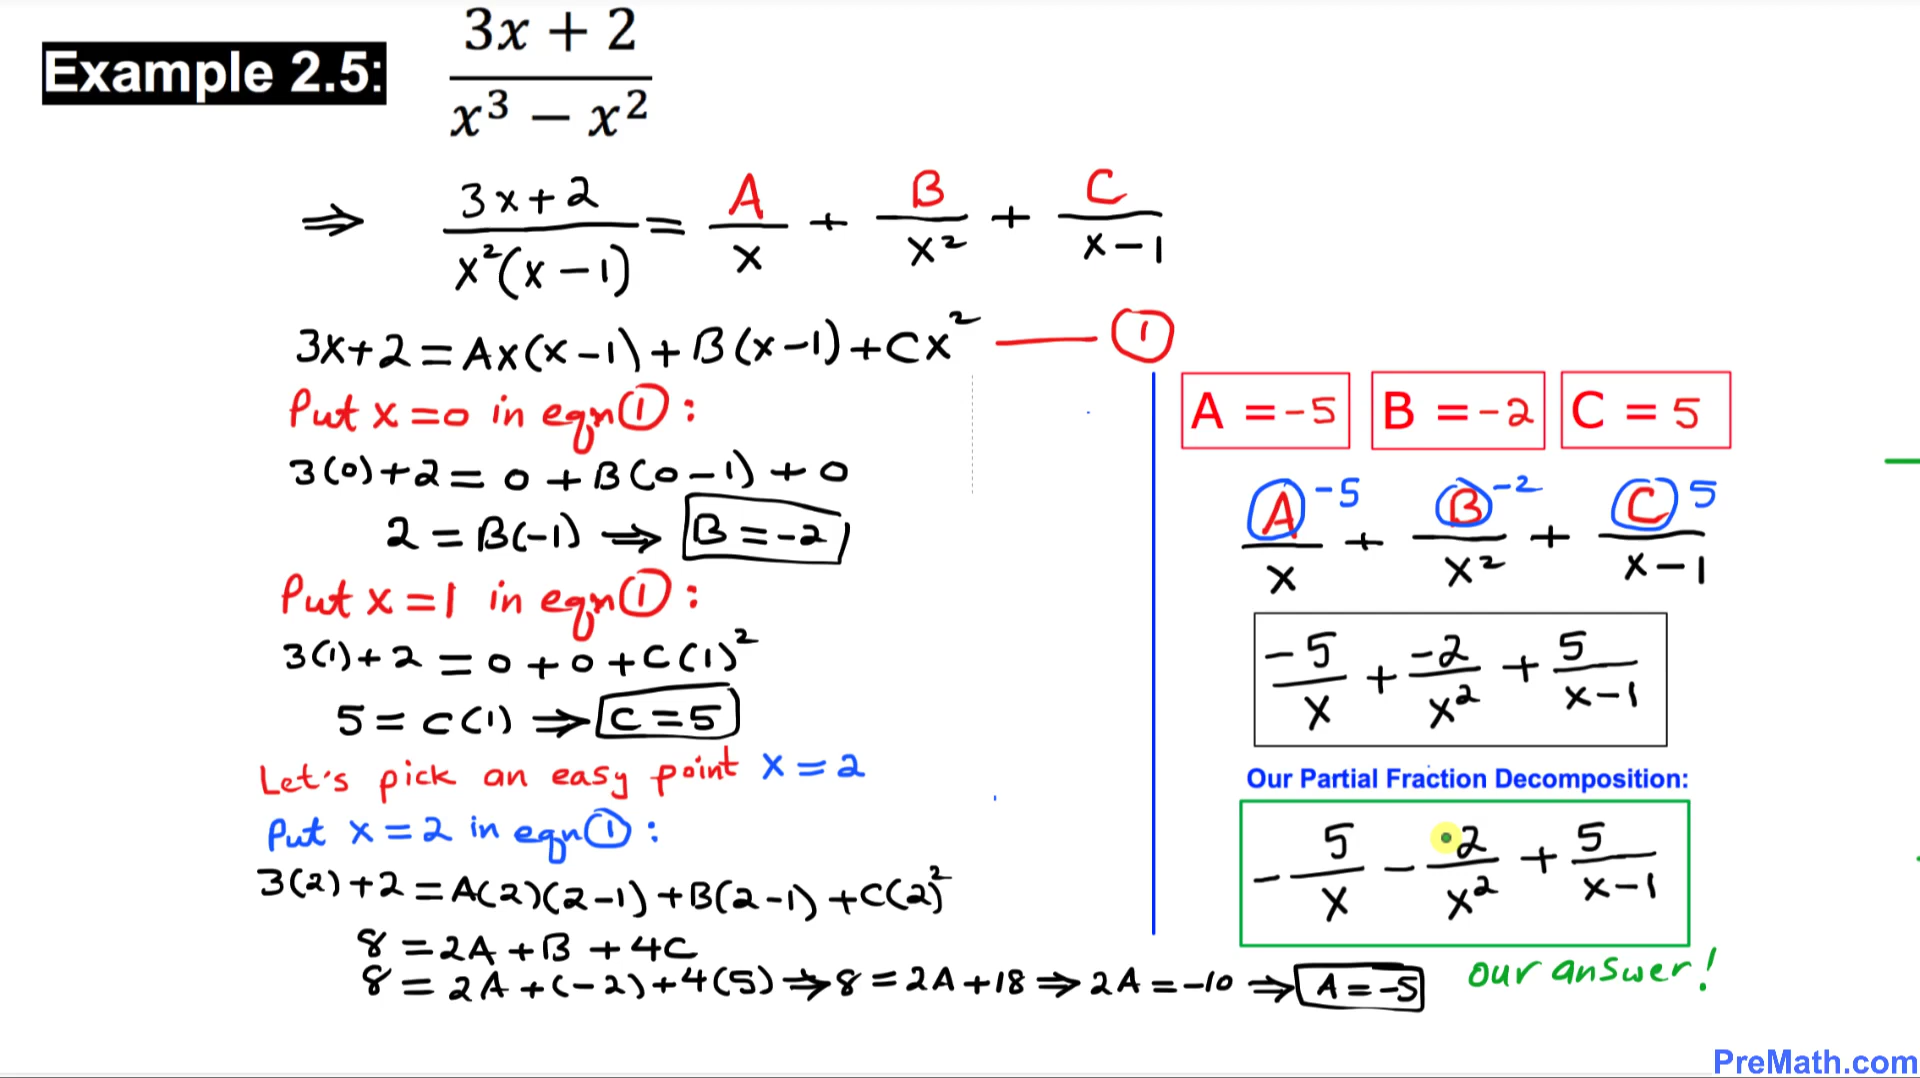 Example 2.5: (3x + 2)/(x³ − x²)
⇒ (3x+2)/(x²(x−1)) = A/x + B/x² + C/(x−1)
3x+2 = Ax(x−1) + B(x−1) + Cx² —— ①
Put x=0 in eqn①:
3(0)+2 = 0 + B(0−1) + 0
2 = B(−1) ⇒ B = −2
Put x=1 in eqn①:
3(1)+2 = 0 + 0 + C(1)²
5 = C(1) ⇒ C = 5
Let's pick an easy point x = 2
Put x = 2 in eqn①:
3(2)+2 = A(2)(2−1) + B(2−1) + C(2)²
8 = 2A + B + 4C
8 = 2A + (−2) + 4(5) ⇒ 8 = 2A + 18 ⇒ 2A = −10 ⇒ A = −5
A = −5 B = −2 C = 5
A −5/x + B −2/x² + C 5/(x−1)
−5/x + −2/x² + 5/(x−1)
Our Partial Fraction Decomposition:
− 5/x − 2/x² + 5/(x−1)
our answer!
PreMath.com